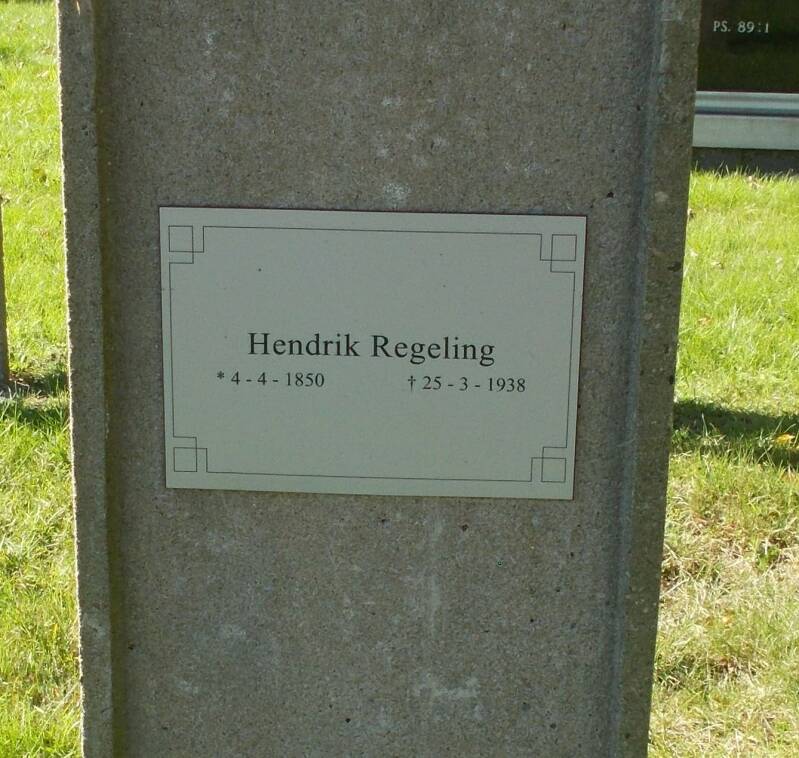 PS. 89:1
Hendrik Regeling
* 4 - 4 - 1850 † 25 - 3 - 1938